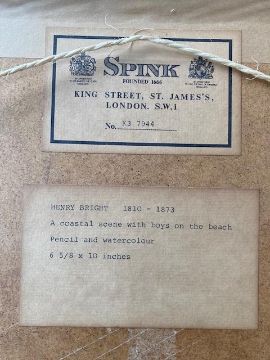 SPINK
FOUNDED 1666
KING STREET, ST. JAMES'S,
LONDON. S.W.1
No. K3 7944
HENRY BRIGHT 1810 - 1873
A coastal scene with boys on the beach
Pencil and watercolour
6 5/8 x 10 inches